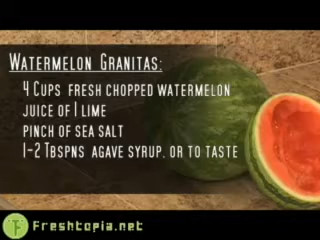 Watermelon Granitas:
4 Cups fresh chopped watermelon
juice of 1 lime
pinch of sea salt
1-2 Tbspns agave syrup, or to taste
Freshtopia.net